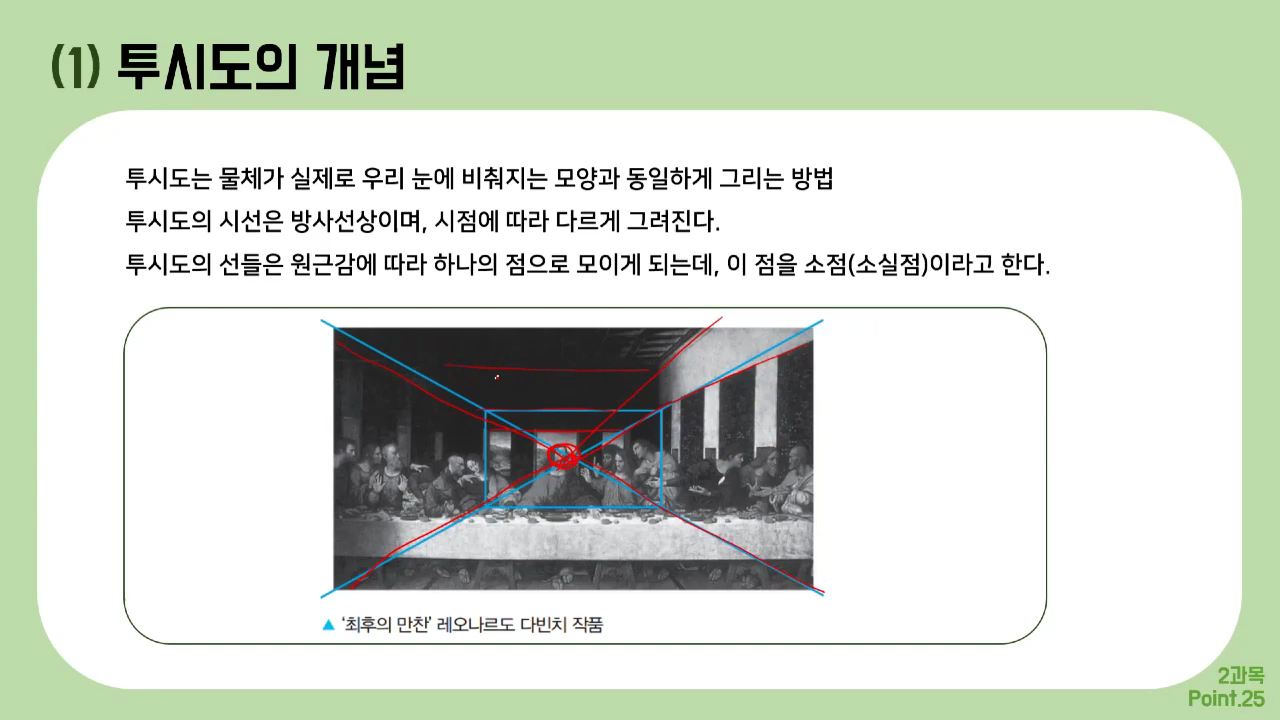 (1) 투시도의 개념
투시도는 물체가 실제로 우리 눈에 비춰지는 모양과 동일하게 그리는 방법
투시도의 시선은 방사선상이며, 시점에 따라 다르게 그려진다.
투시도의 선들은 원근감에 따라 하나의 점으로 모이게 되는데, 이 점을 소점(소실점)이라고 한다.
▲ ‘최후의 만찬’ 레오나르도 다빈치 작품
2과목
Point.25